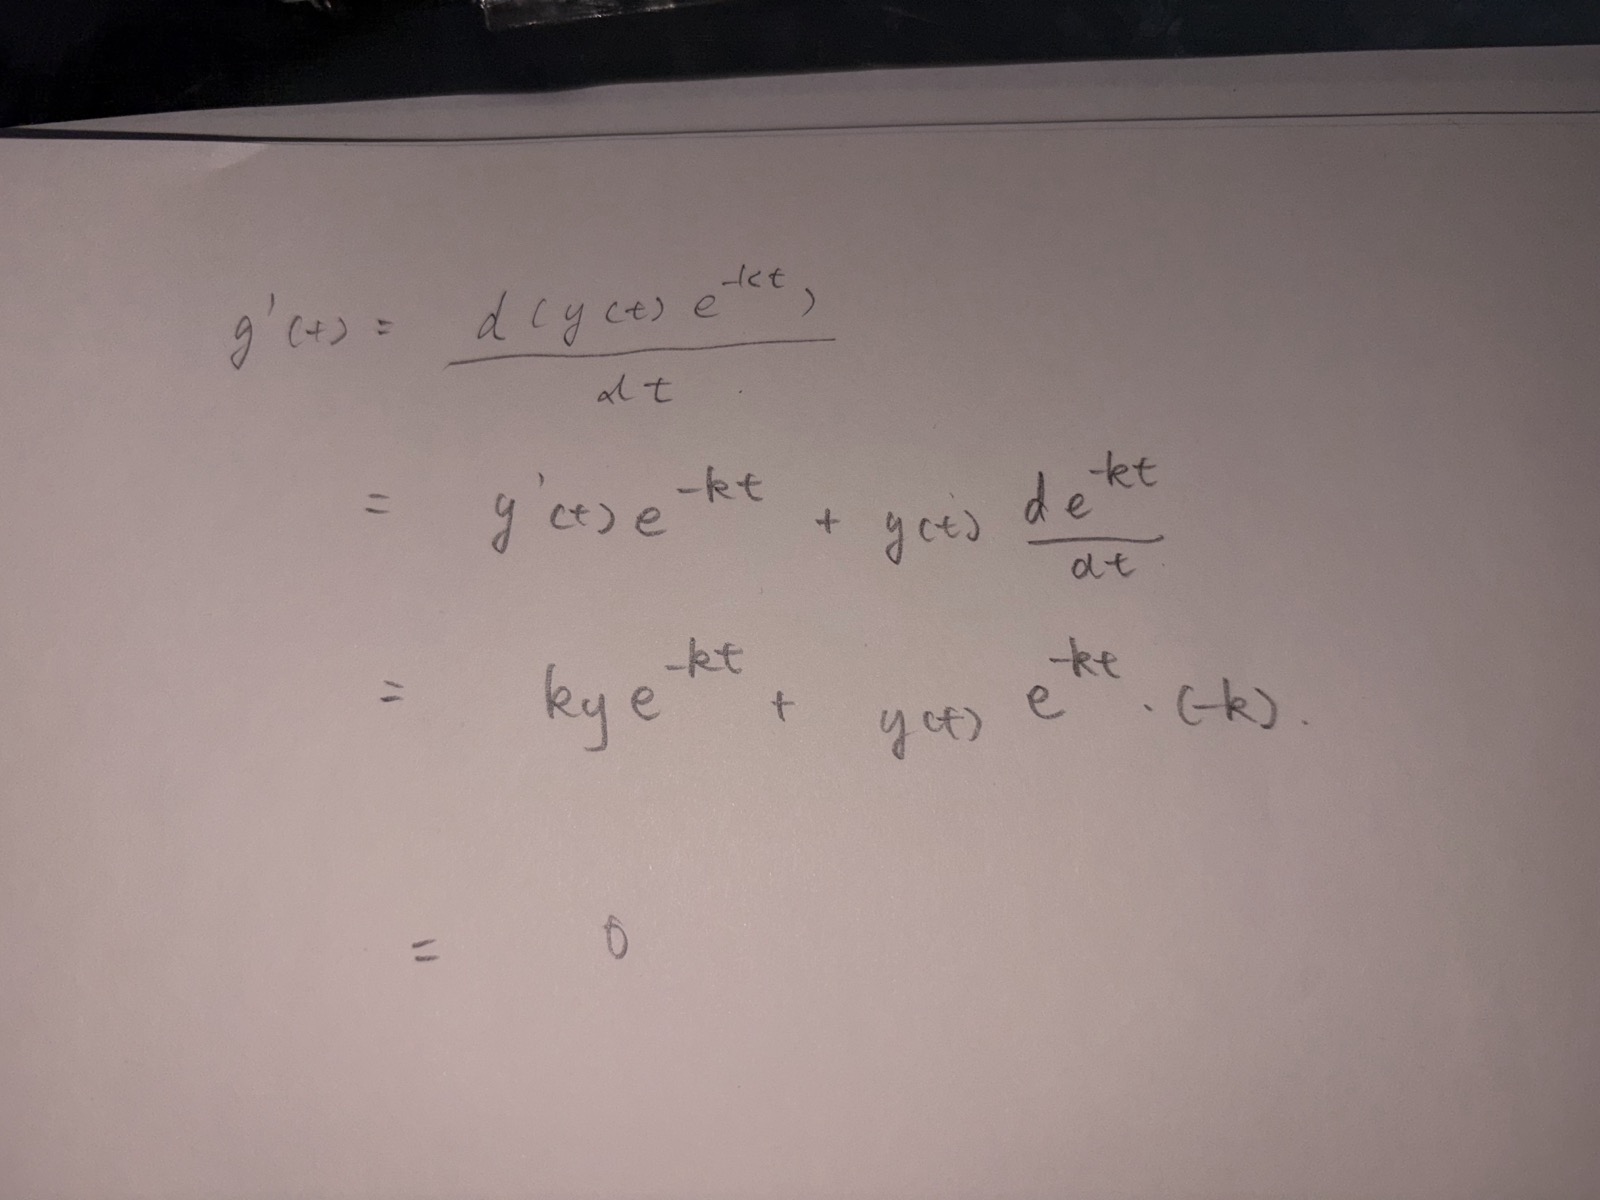 g'(t) = d(y(t) e^{-kt}) / dt
= y'(t) e^{-kt} + y(t) de^{-kt} / dt
= ky e^{-kt} + y(t) e^{-kt} · (-k).
= 0